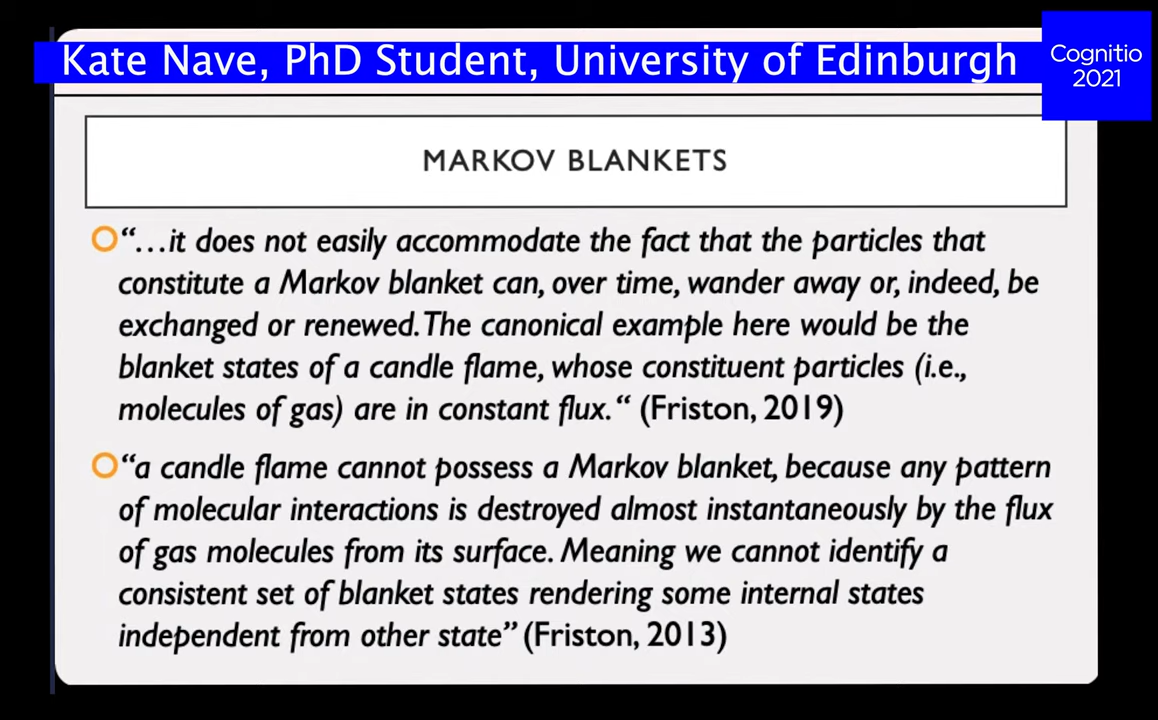 Kate Nave, PhD Student, University of Edinburgh
Cognitio
2021
MARKOV BLANKETS
“…it does not easily accommodate the fact that the particles that
constitute a Markov blanket can, over time, wander away or, indeed, be
exchanged or renewed. The canonical example here would be the
blanket states of a candle flame, whose constituent particles (i.e.,
molecules of gas) are in constant flux. “ (Friston, 2019)
“a candle flame cannot possess a Markov blanket, because any pattern
of molecular interactions is destroyed almost instantaneously by the flux
of gas molecules from its surface. Meaning we cannot identify a
consistent set of blanket states rendering some internal states
independent from other state” (Friston, 2013)